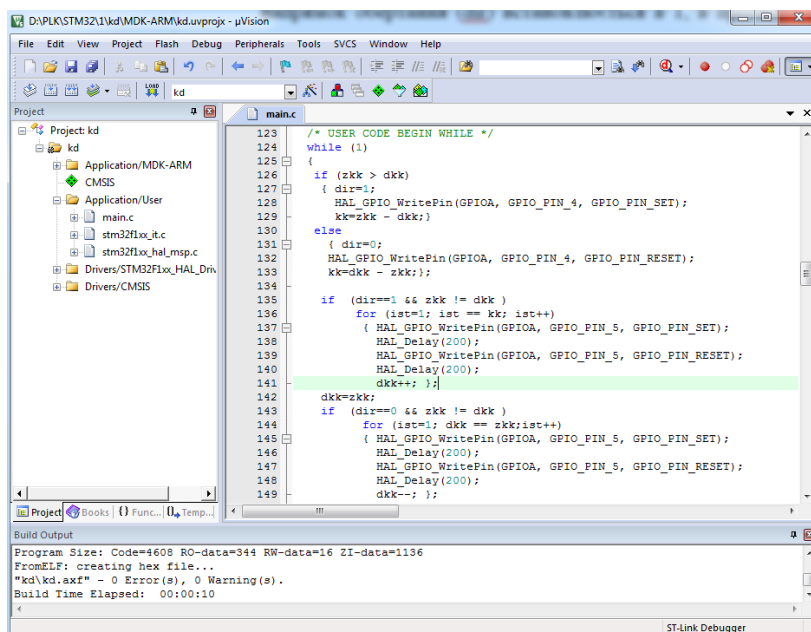 D:\PLK\STM32\1\kd\MDK-ARM\kd.uvprojx - µVision
File Edit View Project Flash Debug Peripherals Tools SVCS Window Help
LOAD kd
Project
main.c
Project: kd
kd
Application/MDK-ARM
CMSIS
Application/User
main.c
stm32f1xx_it.c
stm32f1xx_hal_msp.c
Drivers/STM32F1xx_HAL_Driv
Drivers/CMSIS
Project Books {} Func... Temp...
123 /* USER CODE BEGIN WHILE */
124 while (1)
125 {
126 if (zkk > dkk)
127 { dir=1;
128 HAL_GPIO_WritePin(GPIOA, GPIO_PIN_4, GPIO_PIN_SET);
129 kk=zkk - dkk;}
130 else
131 { dir=0;
132 HAL_GPIO_WritePin(GPIOA, GPIO_PIN_4, GPIO_PIN_RESET);
133 kk=dkk - zkk;};
134
135 if (dir==1 && zkk != dkk )
136 for (ist=1; ist == kk; ist++)
137 { HAL_GPIO_WritePin(GPIOA, GPIO_PIN_5, GPIO_PIN_SET);
138 HAL_Delay(200);
139 HAL_GPIO_WritePin(GPIOA, GPIO_PIN_5, GPIO_PIN_RESET);
140 HAL_Delay(200);
141 dkk++; };
142 dkk=zkk;
143 if (dir==0 && zkk != dkk )
144 for (ist=1; dkk == zkk;ist++)
145 { HAL_GPIO_WritePin(GPIOA, GPIO_PIN_5, GPIO_PIN_SET);
146 HAL_Delay(200);
147 HAL_GPIO_WritePin(GPIOA, GPIO_PIN_5, GPIO_PIN_RESET);
148 HAL_Delay(200);
149 dkk--; };
Build Output
Program Size: Code=4608 RO-data=344 RW-data=16 ZI-data=1136
FromELF: creating hex file...
"kd\kd.axf" - 0 Error(s), 0 Warning(s).
Build Time Elapsed: 00:00:10
ST-Link Debugger